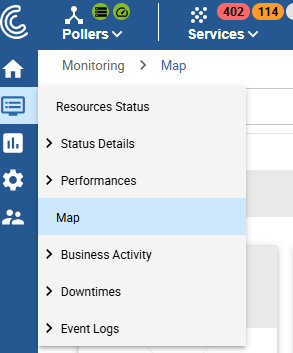 Pollers
Services
402
114
Monitoring > Map
Resources Status
Status Details
Performances
Map
Business Activity
Downtimes
Event Logs